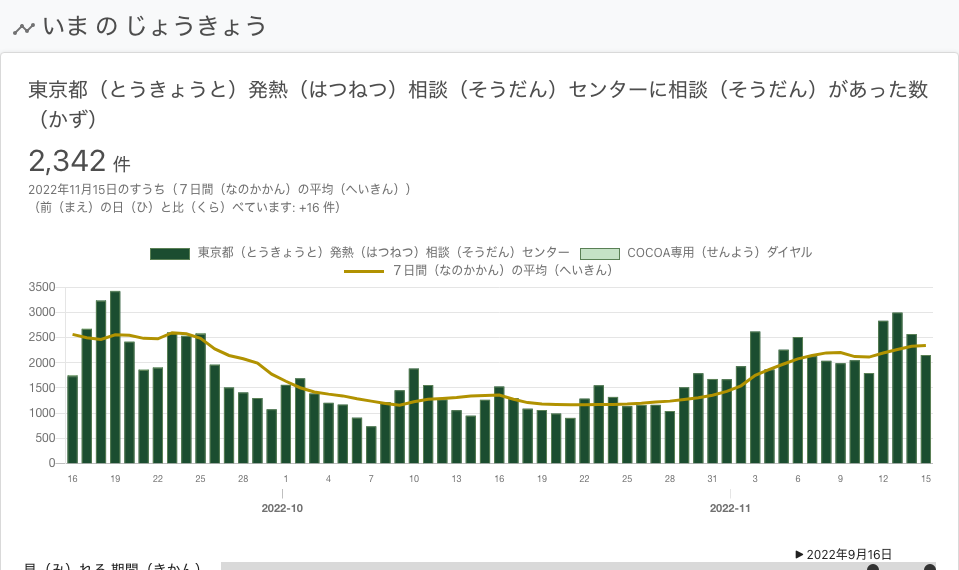 いま の じょうきょう
東京都（とうきょうと）発熱（はつねつ）相談（そうだん）センターに相談（そうだん）があった数
（かず）
2,342 件
2022年11月15日のすうち（７日間（なのかかん）の平均（へいきん））
（前（まえ）の日（ひ）と比（くら）べています: +16 件）
東京都（とうきょうと）発熱（はつねつ）相談（そうだん）センター COCOA専用（せんよう）ダイヤル
７日間（なのかかん）の平均（へいきん）
3500
3000
2500
2000
1500
1000
500
0
16 19 22 25 28 1 4 7 10 13 16 19 22 25 28 31 3 6 9 12 15
2022-10 2022-11
▶ 2022年9月16日
見（み）れる 期間（きかん）